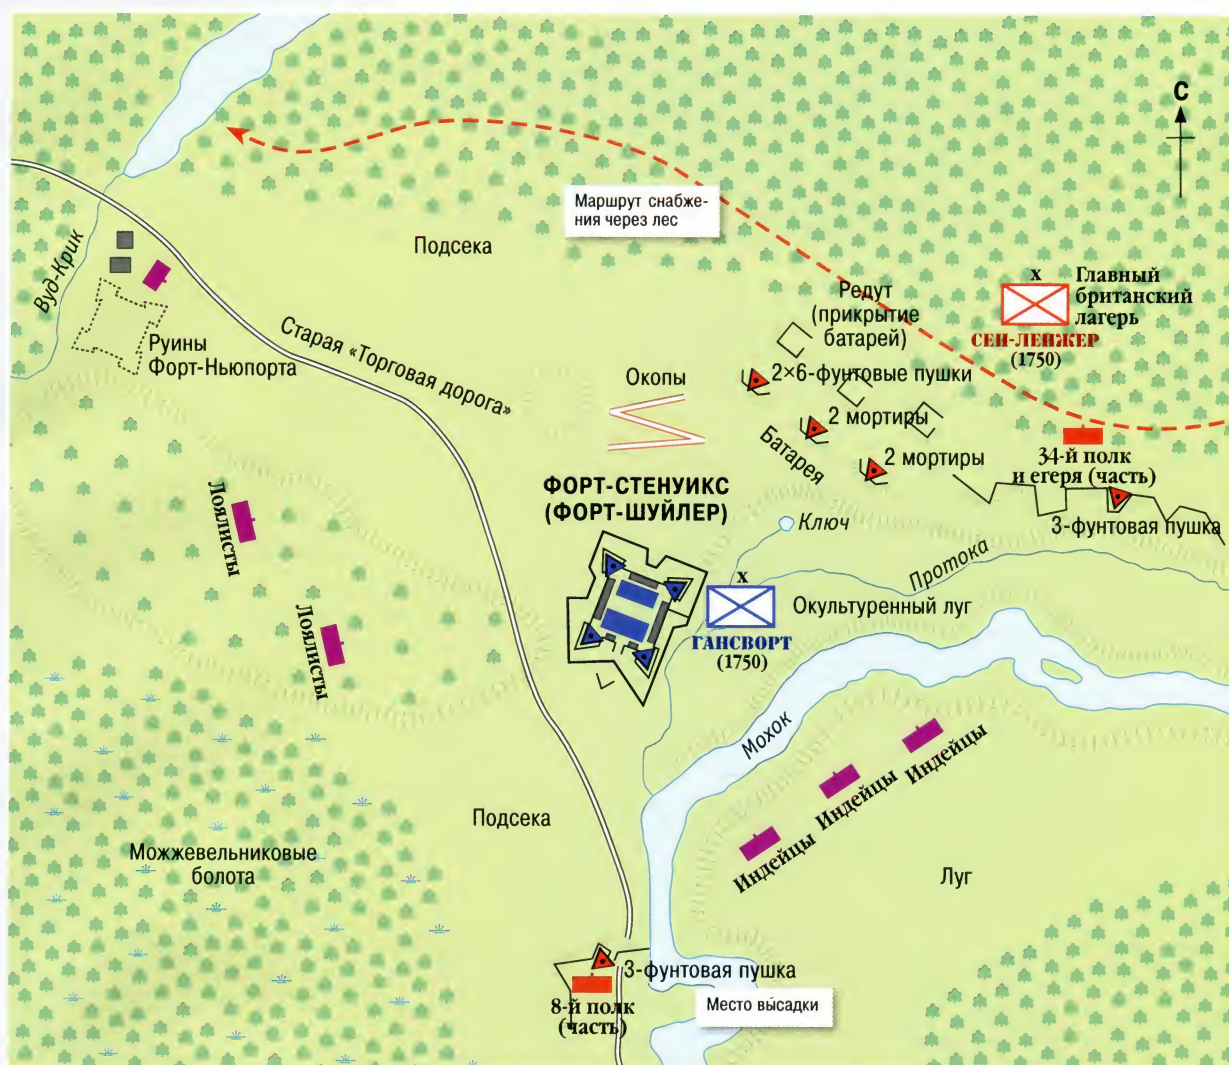 С
Маршрут снабже-
ния через лес
Подсека
Вуд-Крик
Руины
Форт-Ньюпорта
Старая «Торговая дорога»
Окопы
Редут
(прикрытие
батарей)
х
Главный
британский
лагерь
СЕН-ЛЕЙЖЕР
(1750)
2×6-фунтовые пушки
2 мортиры
2 мортиры
Батарея
34-й полк
и егеря (часть)
3-фунтовая пушка
ФОРТ-СТЕНУИКС
(ФОРТ-ШУЙЛЕР)
Ключ
Протока
х
Окультуренный луг
ГАНСВОРТ
(1750)
Лоялисты
Лоялисты
Мохок
Индейцы
Индейцы
Индейцы
Подсека
Можжевельниковые
болота
Луг
3-фунтовая пушка
8-й полк
(часть)
Место высадки